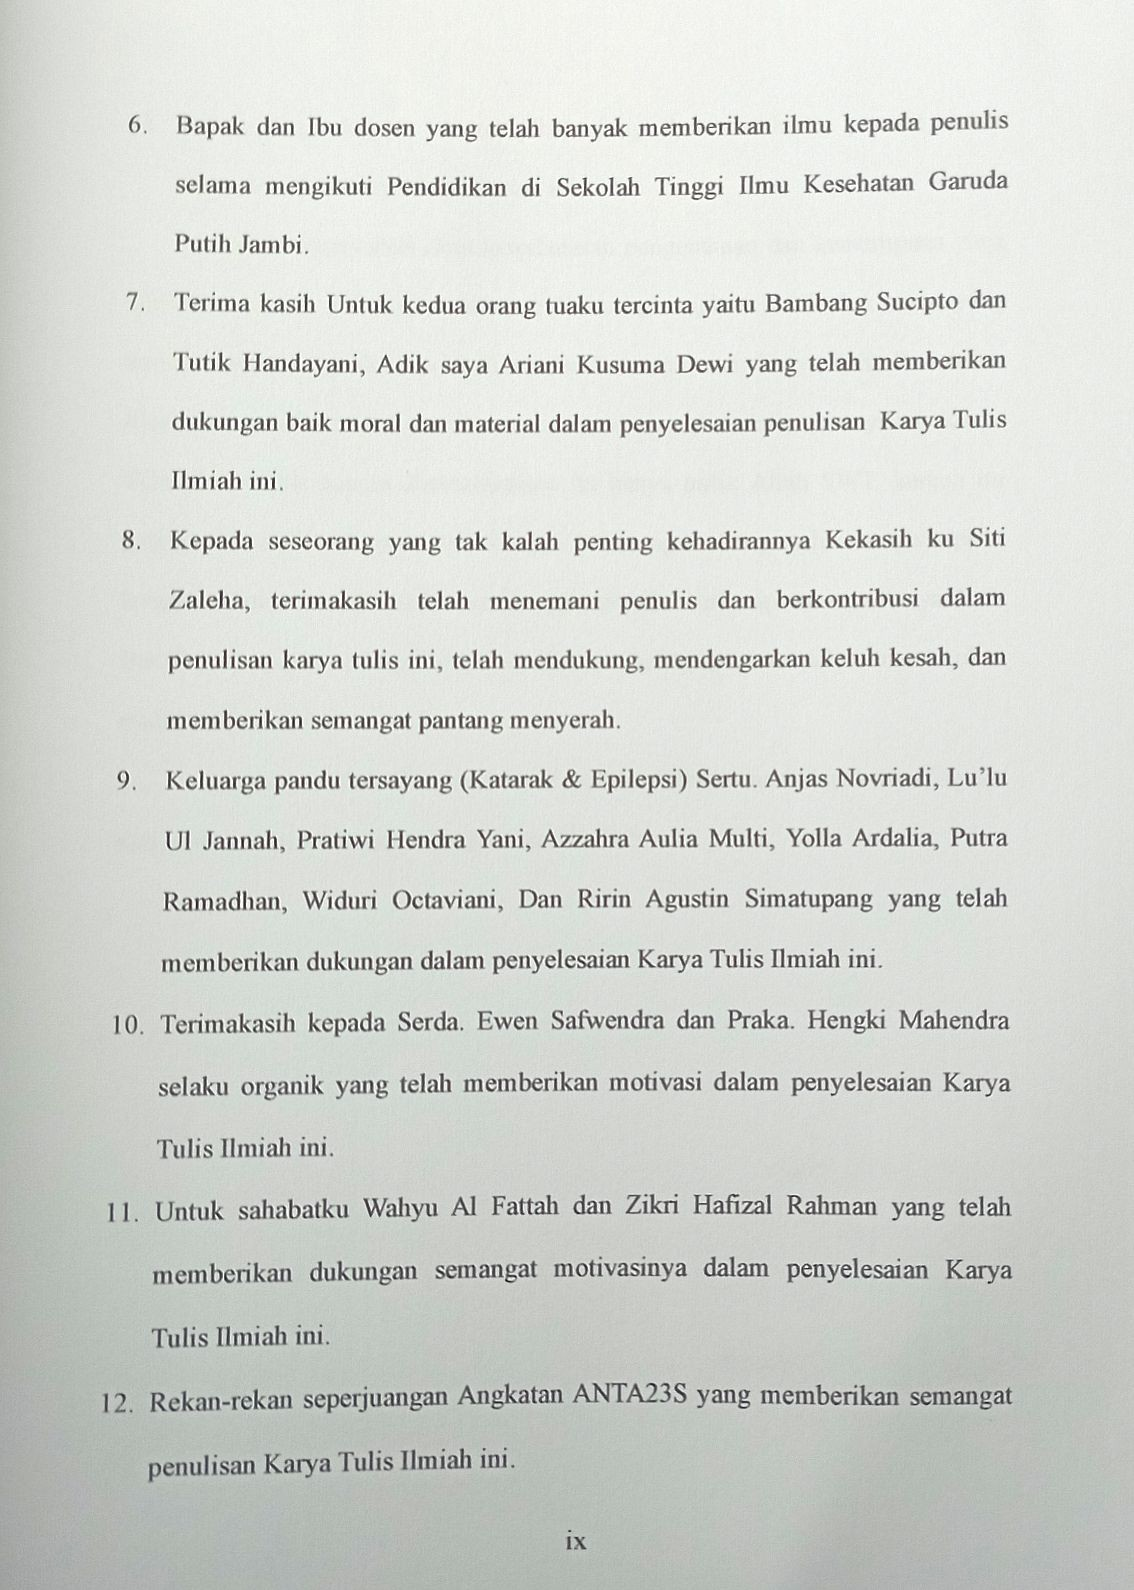 6. Bapak dan Ibu dosen yang telah banyak memberikan ilmu kepada penulis
selama mengikuti Pendidikan di Sekolah Tinggi Ilmu Kesehatan Garuda
Putih Jambi.
7. Terima kasih Untuk kedua orang tuaku tercinta yaitu Bambang Sucipto dan
Tutik Handayani, Adik saya Ariani Kusuma Dewi yang telah memberikan
dukungan baik moral dan material dalam penyelesaian penulisan Karya Tulis
Ilmiah ini.
8. Kepada seseorang yang tak kalah penting kehadirannya Kekasih ku Siti
Zaleha, terimakasih telah menemani penulis dan berkontribusi dalam
penulisan karya tulis ini, telah mendukung, mendengarkan keluh kesah, dan
memberikan semangat pantang menyerah.
9. Keluarga pandu tersayang (Katarak & Epilepsi) Sertu. Anjas Novriadi, Lu’lu
Ul Jannah, Pratiwi Hendra Yani, Azzahra Aulia Multi, Yolla Ardalia, Putra
Ramadhan, Widuri Octaviani, Dan Ririn Agustin Simatupang yang telah
memberikan dukungan dalam penyelesaian Karya Tulis Ilmiah ini.
10. Terimakasih kepada Serda. Ewen Safwendra dan Praka. Hengki Mahendra
selaku organik yang telah memberikan motivasi dalam penyelesaian Karya
Tulis Ilmiah ini.
11. Untuk sahabatku Wahyu Al Fattah dan Zikri Hafizal Rahman yang telah
memberikan dukungan semangat motivasinya dalam penyelesaian Karya
Tulis Ilmiah ini.
12. Rekan-rekan seperjuangan Angkatan ANTA23S yang memberikan semangat
penulisan Karya Tulis Ilmiah ini.
ix